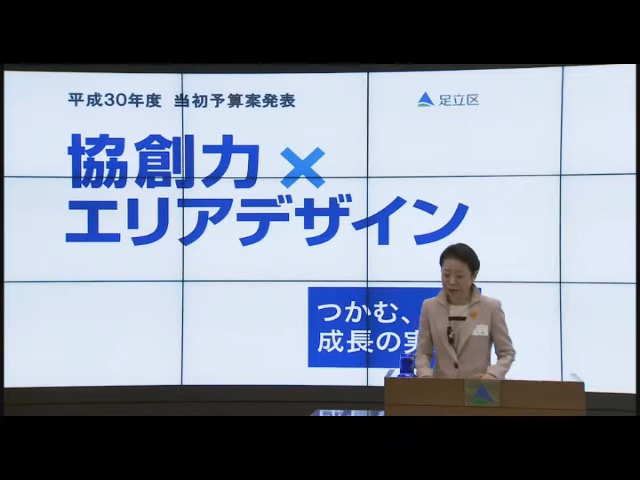 平成30年度 当初予算案発表
足立区
協創力×
エリアデザイン
つかむ、
成長の実